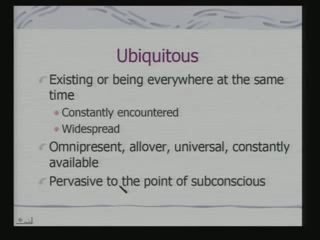 Ubiquitous
Existing or being everywhere at the same
time
Constantly encountered
Widespread
Omnipresent, allover, universal, constantly
available
Pervasive to the point of subconscious